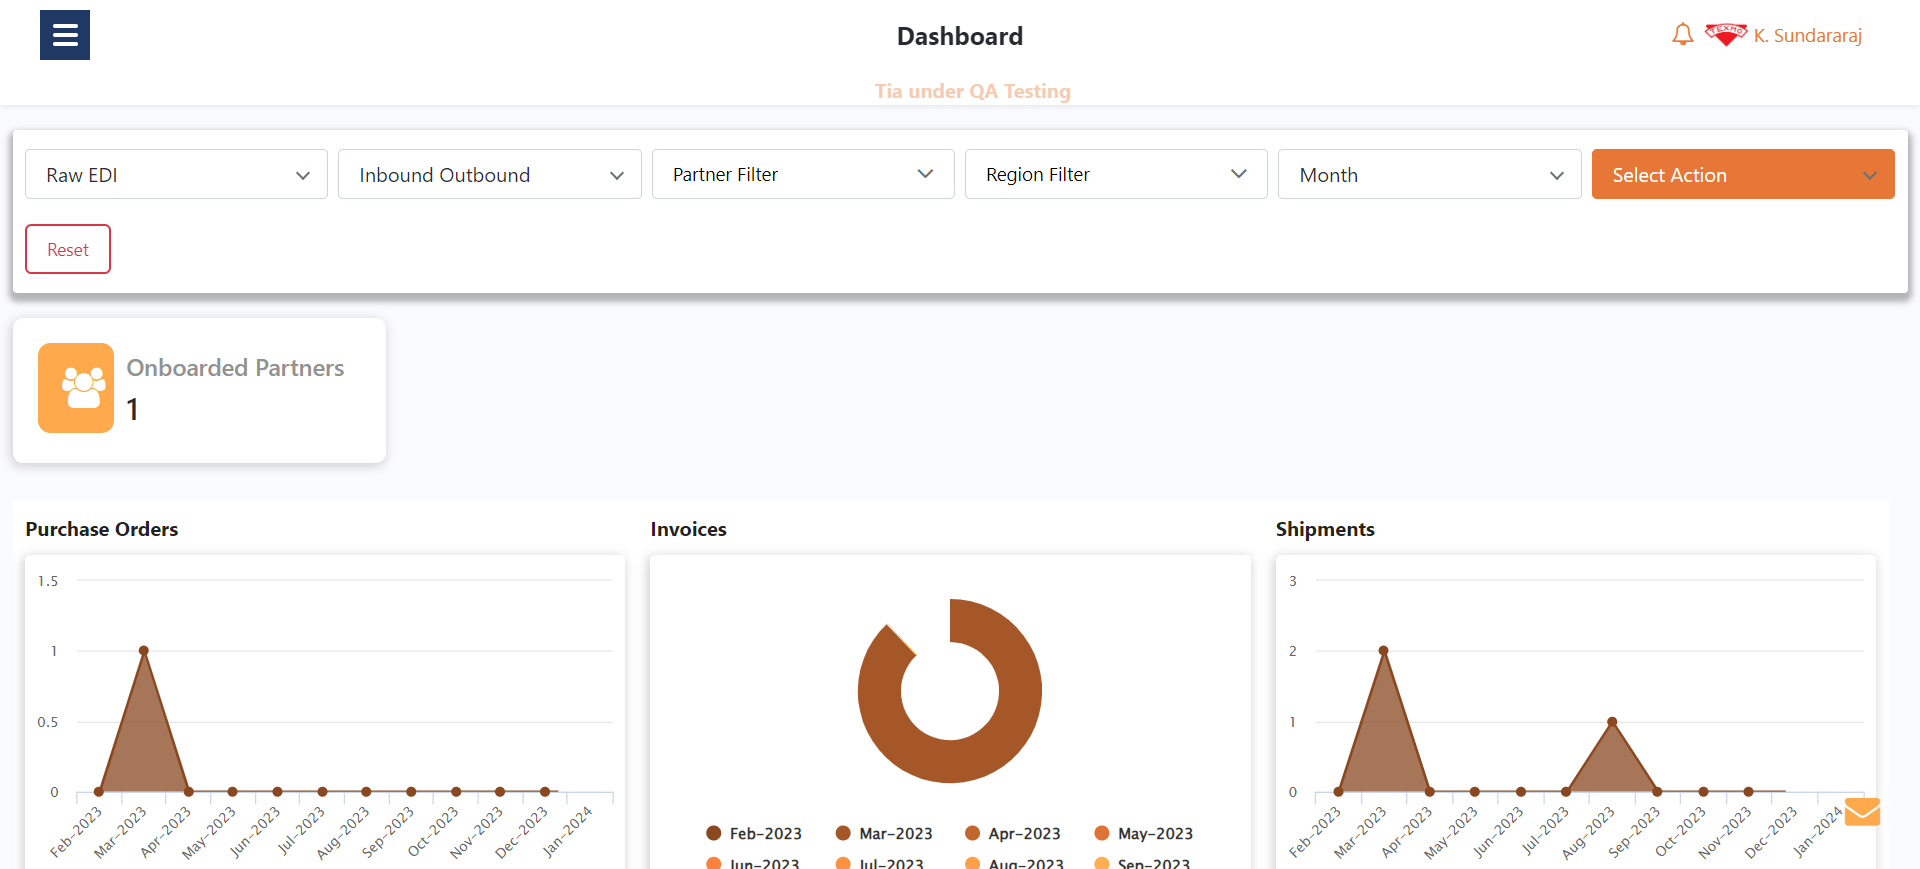 Dashboard
TEXMO
K. Sundararaj
Tia under QA Testing
Raw EDI
Inbound Outbound
Partner Filter
Region Filter
Month
Select Action
Reset
Onboarded Partners
1
Purchase Orders
1.5
1
0.5
0
Feb-2023
Mar-2023
Apr-2023
May-2023
Jun-2023
Jul-2023
Aug-2023
Sep-2023
Oct-2023
Nov-2023
Dec-2023
Jan-2024
Invoices
Feb-2023
Mar-2023
Apr-2023
May-2023
Jun-2023
Jul-2023
Aug-2023
Sep-2023
Shipments
3
2
1
0
Feb-2023
Mar-2023
Apr-2023
May-2023
Jun-2023
Jul-2023
Aug-2023
Sep-2023
Oct-2023
Nov-2023
Dec-2023
Jan-2024